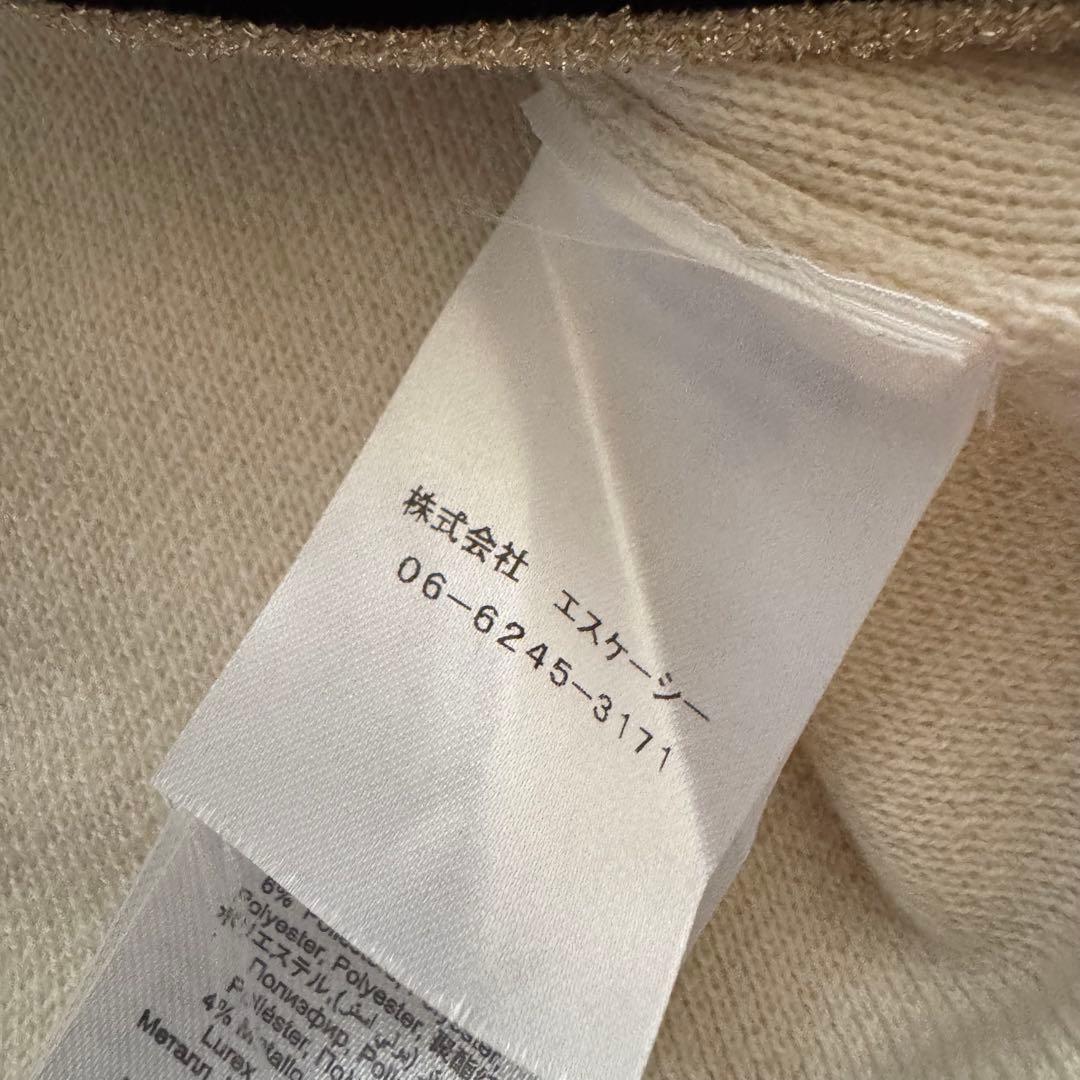 株式会社 エスケーシー
06-6245-3171
6%
Polyester, Polyester,
ポリエステル,
Полиэфир,
4%
Lurex
Металл